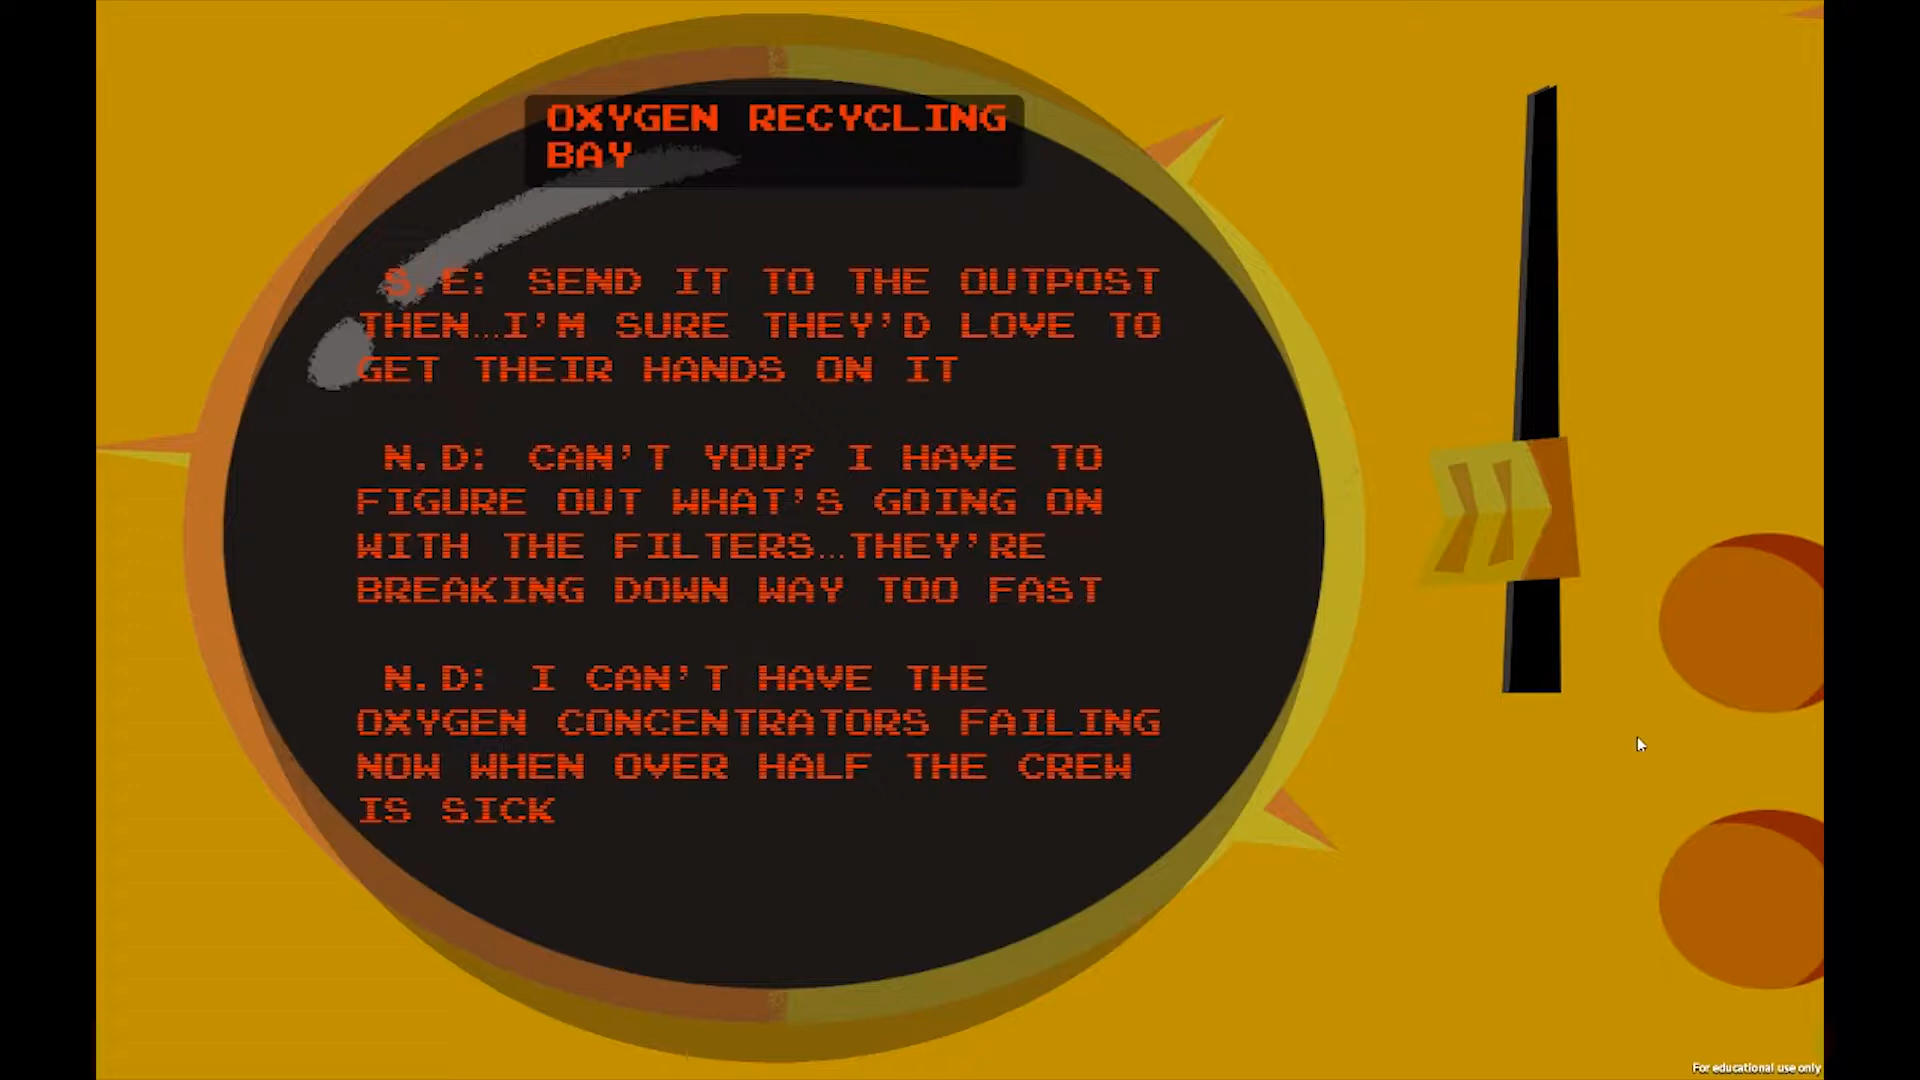 OXYGEN RECYCLING
BAY
S.E: SEND IT TO THE OUTPOST
THEN...I'M SURE THEY'D LOVE TO
GET THEIR HANDS ON IT
N.D: CAN'T YOU? I HAVE TO
FIGURE OUT WHAT'S GOING ON
WITH THE FILTERS...THEY'RE
BREAKING DOWN WAY TOO FAST
N.D: I CAN'T HAVE THE
OXYGEN CONCENTRATORS FAILING
NOW WHEN OVER HALF THE CREW
IS SICK
For educational use only